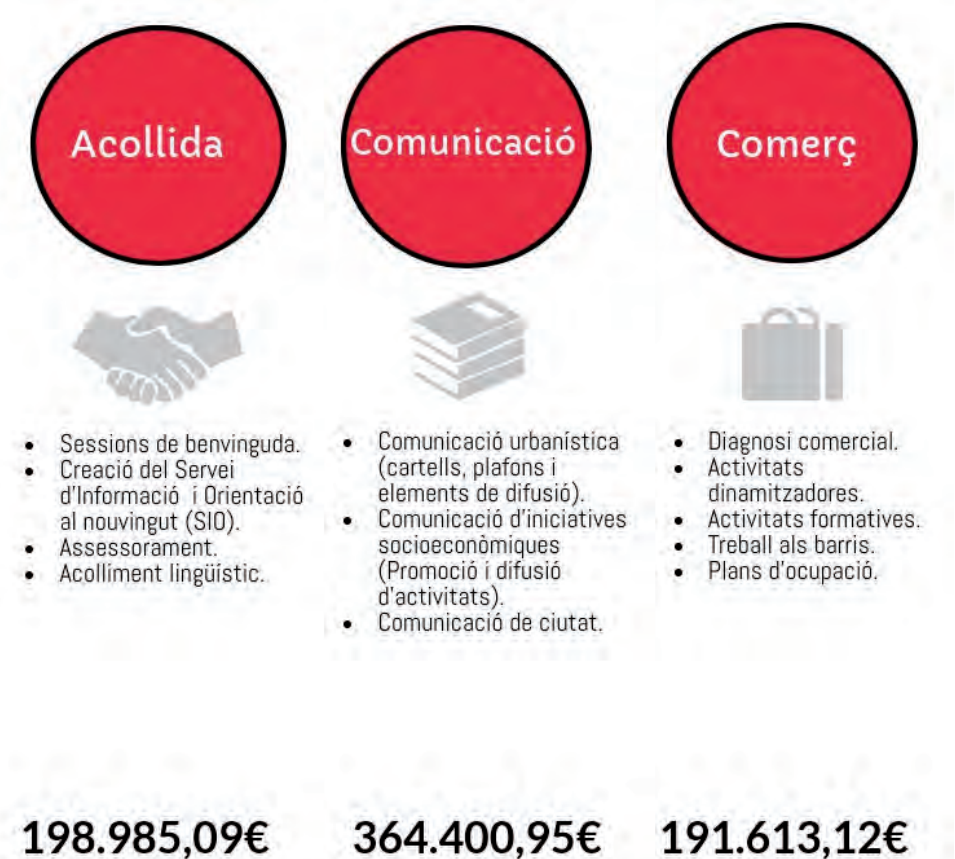 Acollida
Comunicació
Comerç
• Sessions de benvinguda.
• Creació del Servei
d'Informació i Orientació
al nouvingut (SIO).
• Assessorament.
• Acolliment lingüístic.
• Comunicació urbanística
(cartells, plafons i
elements de difusió).
• Comunicació d'iniciatives
socioeconòmiques
(Promoció i difusió
d'activitats).
• Comunicació de ciutat.
• Diagnosi comercial.
• Activitats
dinamitzadores.
• Activitats formatives.
• Treball als barris.
• Plans d'ocupació.
198.985,09€
364.400,95€
191.613,12€